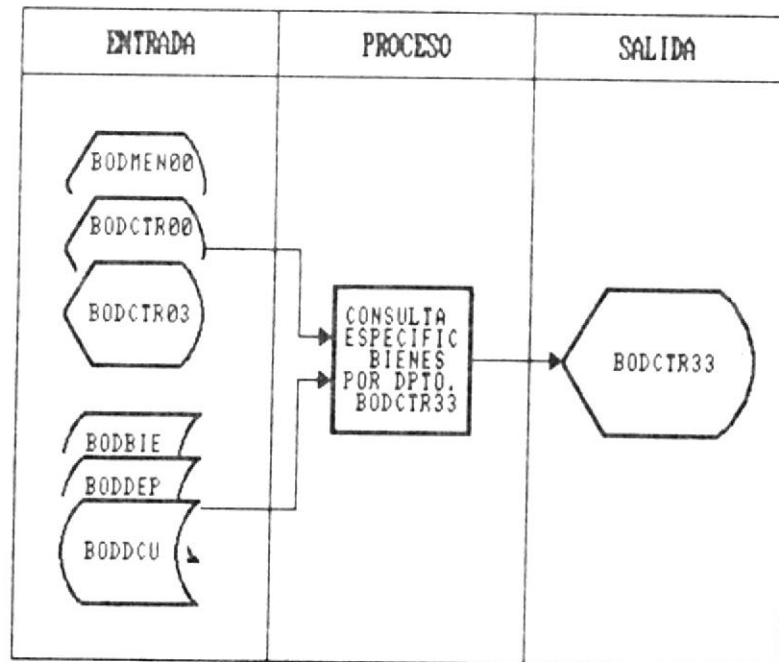 ENTRADA
PROCESO
SALIDA
BODMEN00
BODCTR00
BODCTR03
BODBIE
BODDEP
BODDCU
CONSULTA
ESPECIFIC
BIENES
POR DPTO.
BODCTR33
BODCTR33